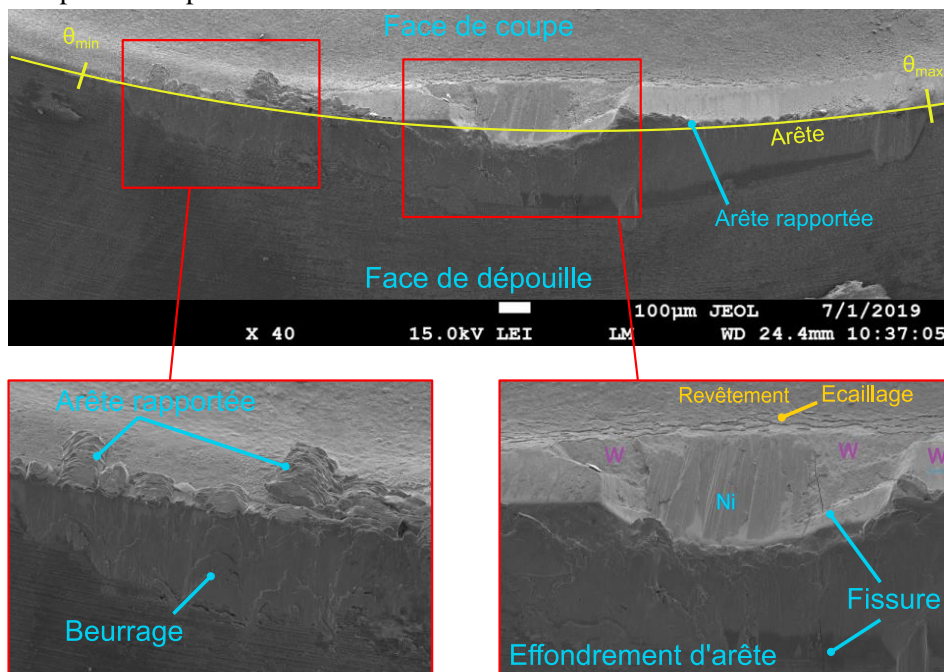 Face de coupe
θmin
θmax
Arête
Arête rapportée
Face de dépouille
100µm JEOL 7/1/2019
X 40 15.0kV LEI LM WD 24.4mm 10:37:05
Arête rapportée
Beurrage
Revêtement Ecaillage
W W W
Ni
Fissure
Effondrement d'arête